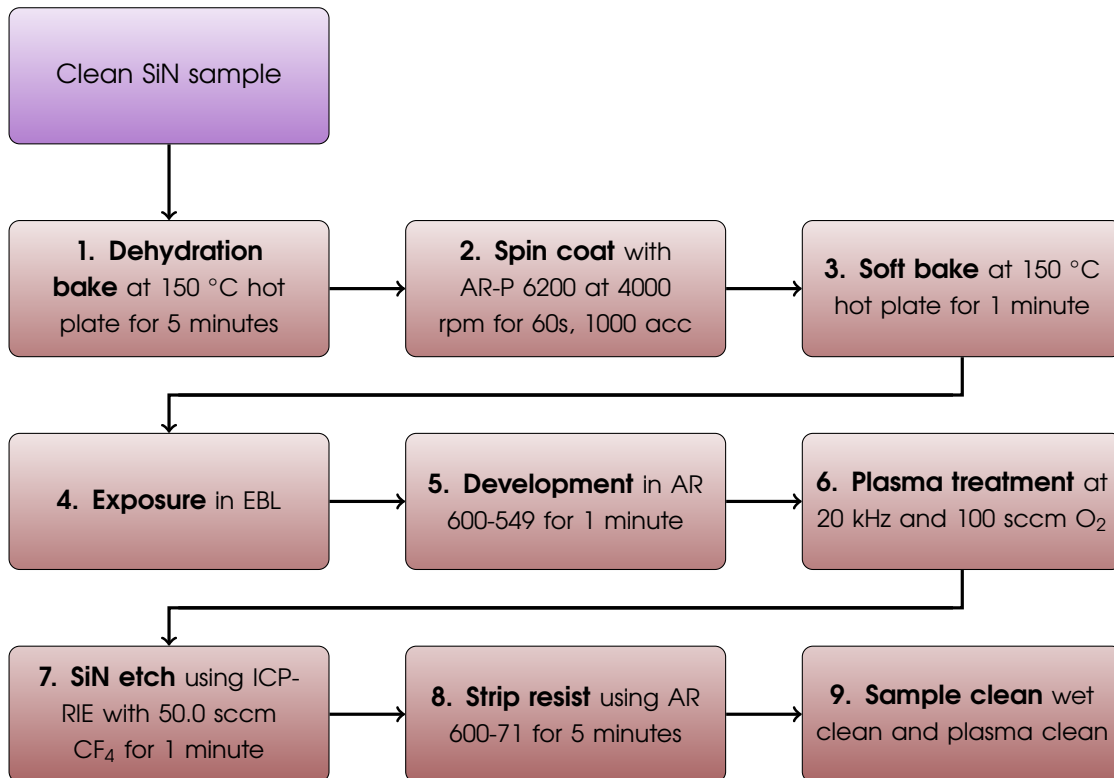 Clean SiN sample
1. Dehydration
bake at 150 °C hot
plate for 5 minutes
2. Spin coat with
AR-P 6200 at 4000
rpm for 60s, 1000 acc
3. Soft bake at 150 °C
hot plate for 1 minute
4. Exposure in EBL
5. Development in AR
600-549 for 1 minute
6. Plasma treatment at
20 kHz and 100 sccm O₂
7. SiN etch using ICP-
RIE with 50.0 sccm
CF₄ for 1 minute
8. Strip resist using AR
600-71 for 5 minutes
9. Sample clean wet
clean and plasma clean